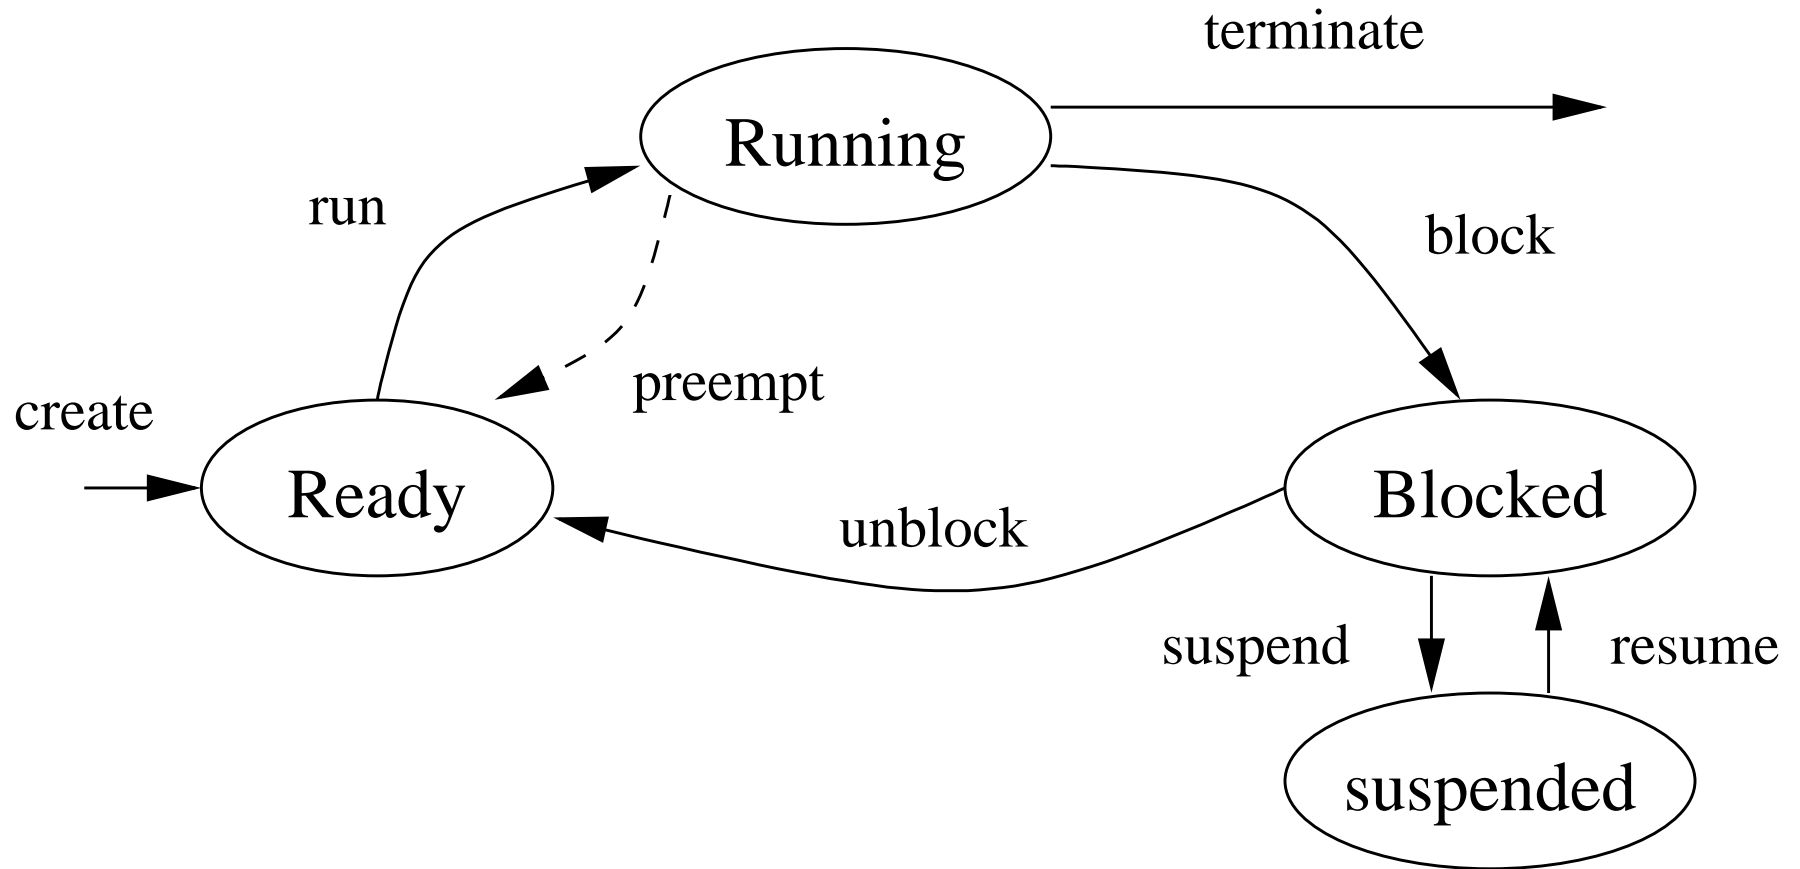 terminate
Running
run
block
preempt
create
Ready
Blocked
unblock
suspend
resume
suspended